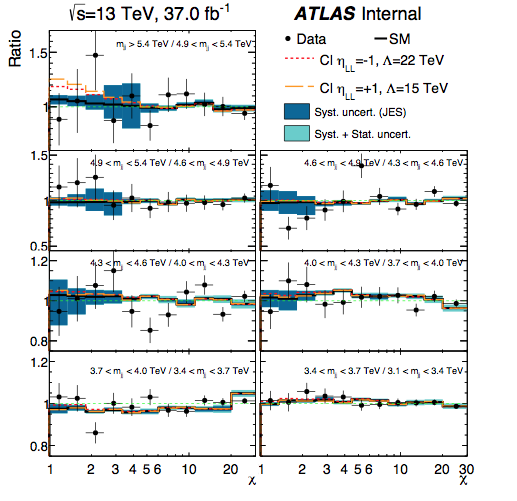 √s=13 TeV, 37.0 fb⁻¹ ATLAS Internal
Ratio
Data SM
CI η_LL=-1, Λ=22 TeV
CI η_LL=+1, Λ=15 TeV
Syst. uncert. (JES)
Syst. + Stat. uncert.
m_jj > 5.4 TeV / 4.9 < m_jj < 5.4 TeV
1.5
1
4.9 < m_jj < 5.4 TeV / 4.6 < m_jj < 4.9 TeV
4.6 < m_jj < 4.9 TeV / 4.3 < m_jj < 4.6 TeV
1.5
1
0.5
4.3 < m_jj < 4.6 TeV / 4.0 < m_jj < 4.3 TeV
4.0 < m_jj < 4.3 TeV / 3.7 < m_jj < 4.0 TeV
1.2
1
0.8
3.7 < m_jj < 4.0 TeV / 3.4 < m_jj < 3.7 TeV
3.4 < m_jj < 3.7 TeV / 3.1 < m_jj < 3.4 TeV
1.2
1
0.8
1 2 3 4 5 6 10 20 χ
1 2 3 4 5 6 10 20 30 χ